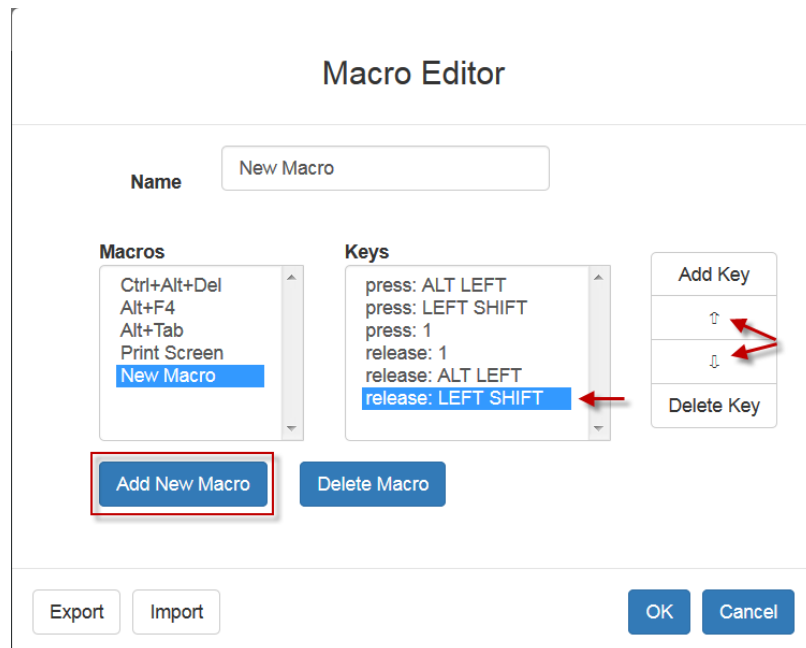 Macro Editor
Name
New Macro
Macros
Keys
Ctrl+Alt+Del
Alt+F4
Alt+Tab
Print Screen
New Macro
press: ALT LEFT
press: LEFT SHIFT
press: 1
release: 1
release: ALT LEFT
release: LEFT SHIFT
Add Key
⇧
⇩
Delete Key
Add New Macro
Delete Macro
Export
Import
OK
Cancel